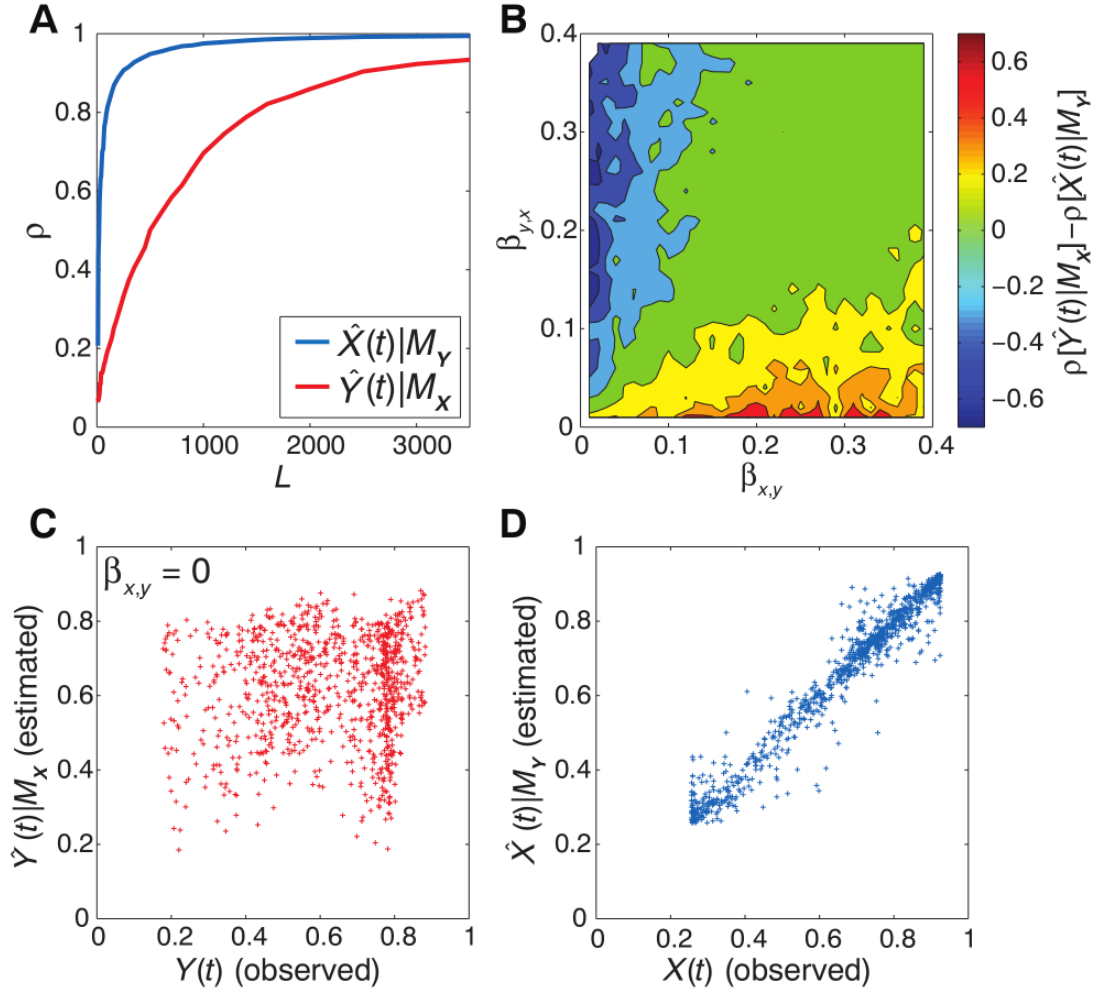 A
1
0.8
0.6
ρ
0.4
0.2
0
0 1000 2000 3000
L
X̂(t)|M_Y
Ŷ(t)|M_X
B
0.4
0.3
β_{y,x}
0.2
0.1
0
0 0.1 0.2 0.3 0.4
β_{x,y}
0.6
0.4
0.2
0
−0.2
−0.4
−0.6
ρ[Ŷ(t)|M_X]−ρ[X̂(t)|M_Y]
C
β_{x,y} = 0
1
0.8
0.6
0.4
0.2
0
Ŷ(t)|M_X (estimated)
0 0.2 0.4 0.6 0.8 1
Y(t) (observed)
D
1
0.8
0.6
0.4
0.2
0
X̂(t)|M_Y (estimated)
0 0.2 0.4 0.6 0.8 1
X(t) (observed)